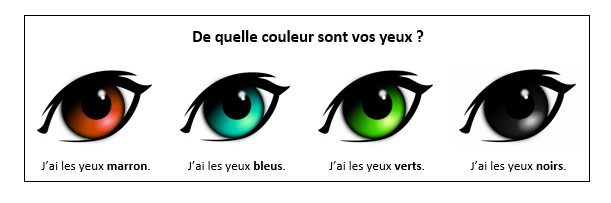 De quelle couleur sont vos yeux ?
J'ai les yeux marron.
J'ai les yeux bleus.
J'ai les yeux verts.
J'ai les yeux noirs.